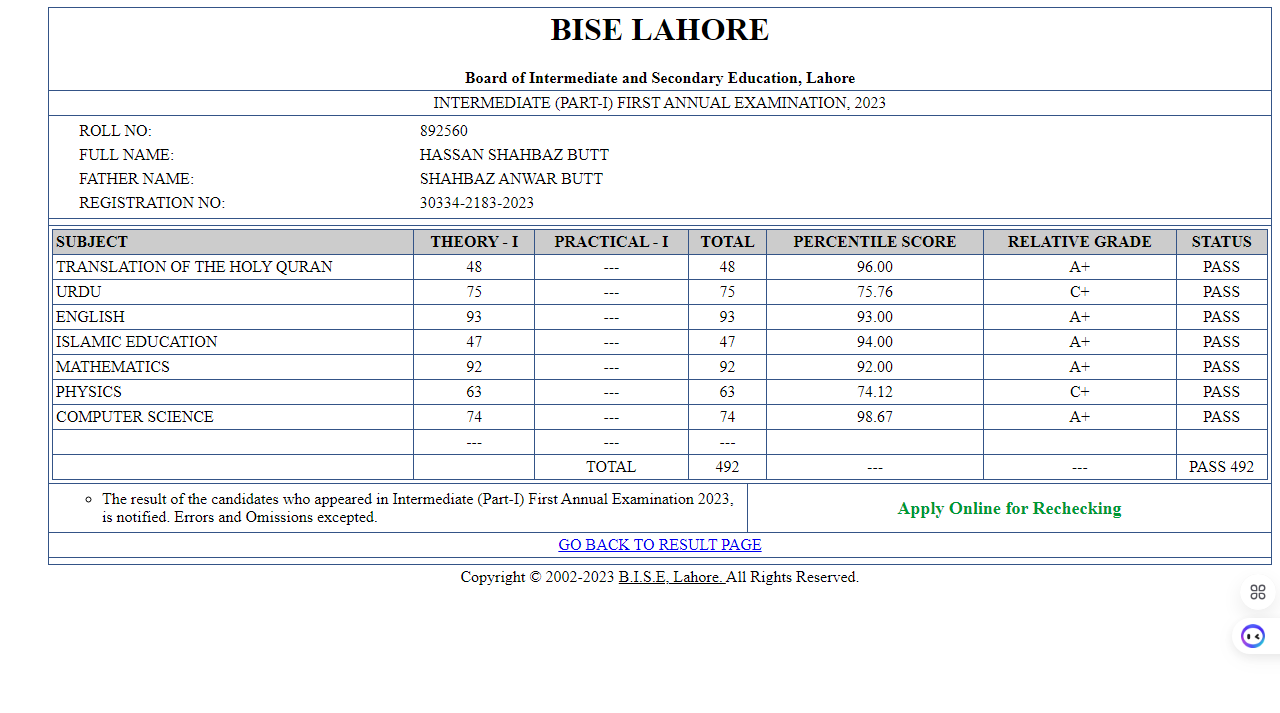 BISE LAHORE
Board of Intermediate and Secondary Education, Lahore
INTERMEDIATE (PART-I) FIRST ANNUAL EXAMINATION, 2023
ROLL NO: 892560
FULL NAME: HASSAN SHAHBAZ BUTT
FATHER NAME: SHAHBAZ ANWAR BUTT
REGISTRATION NO: 30334-2183-2023
SUBJECT THEORY - I PRACTICAL - I TOTAL PERCENTILE SCORE RELATIVE GRADE STATUS
TRANSLATION OF THE HOLY QURAN 48 --- 48 96.00 A+ PASS
URDU 75 --- 75 75.76 C+ PASS
ENGLISH 93 --- 93 93.00 A+ PASS
ISLAMIC EDUCATION 47 --- 47 94.00 A+ PASS
MATHEMATICS 92 --- 92 92.00 A+ PASS
PHYSICS 63 --- 63 74.12 C+ PASS
COMPUTER SCIENCE 74 --- 74 98.67 A+ PASS
--- --- ---
TOTAL 492 --- --- PASS 492
The result of the candidates who appeared in Intermediate (Part-I) First Annual Examination 2023,
is notified. Errors and Omissions excepted.
Apply Online for Rechecking
GO BACK TO RESULT PAGE
Copyright © 2002-2023 B.I.S.E, Lahore. All Rights Reserved.